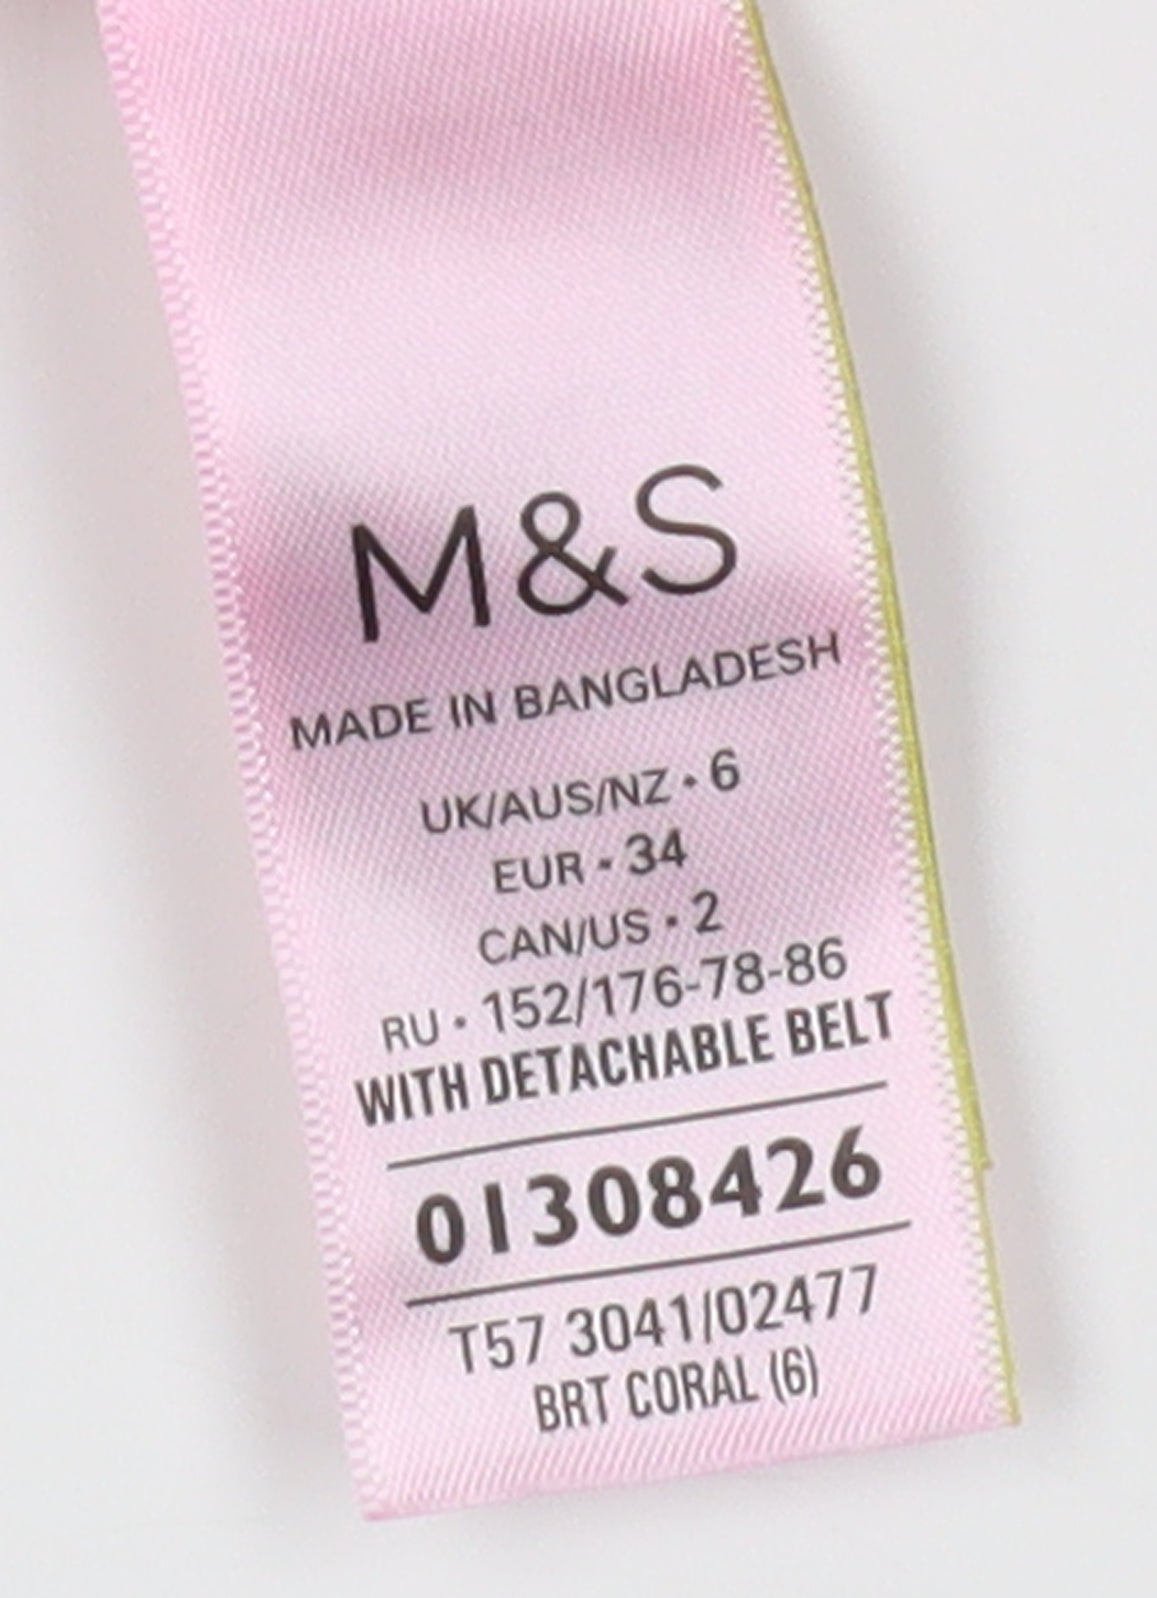 M&S
MADE IN BANGLADESH
UK/AUS/NZ • 6
EUR • 34
CAN/US • 2
RU • 152/176-78-86
WITH DETACHABLE BELT
01308426
T57 3041/02477
BRT CORAL (6)